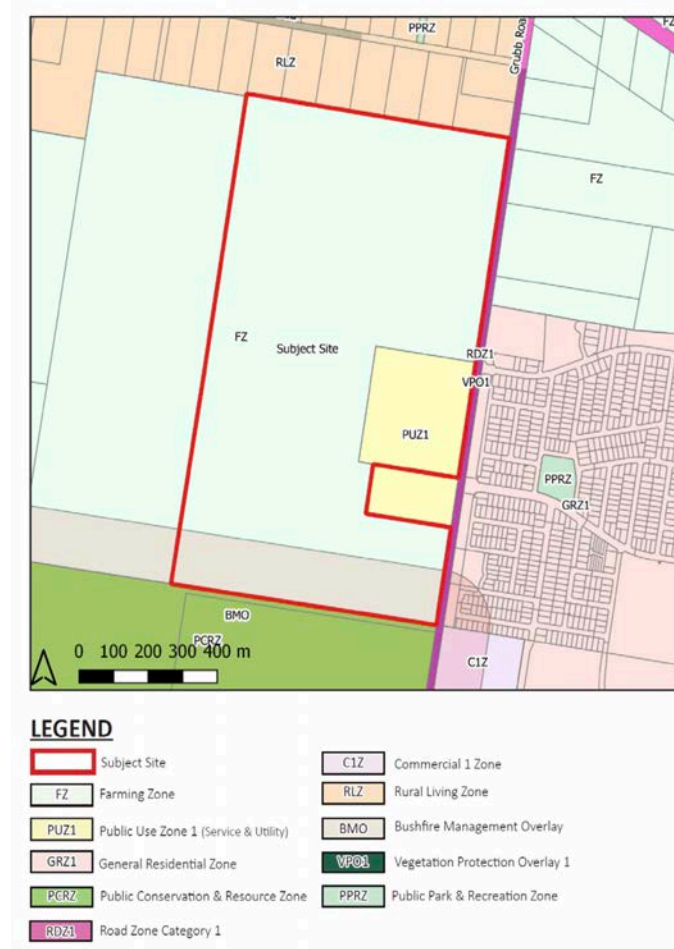 PPRZ
FZ
RLZ
Grubb Road
FZ
FZ
Subject Site
RDZ1
VPO1
PUZ1
PPRZ
GRZ1
BMO
PCRZ
0 100 200 300 400 m
C1Z
LEGEND
Subject Site
C1Z Commercial 1 Zone
FZ Farming Zone
RLZ Rural Living Zone
PUZ1 Public Use Zone 1 (Service & Utility)
BMO Bushfire Management Overlay
GRZ1 General Residential Zone
VPO1 Vegetation Protection Overlay 1
PCRZ Public Conservation & Resource Zone
PPRZ Public Park & Recreation Zone
RDZ1 Road Zone Category 1